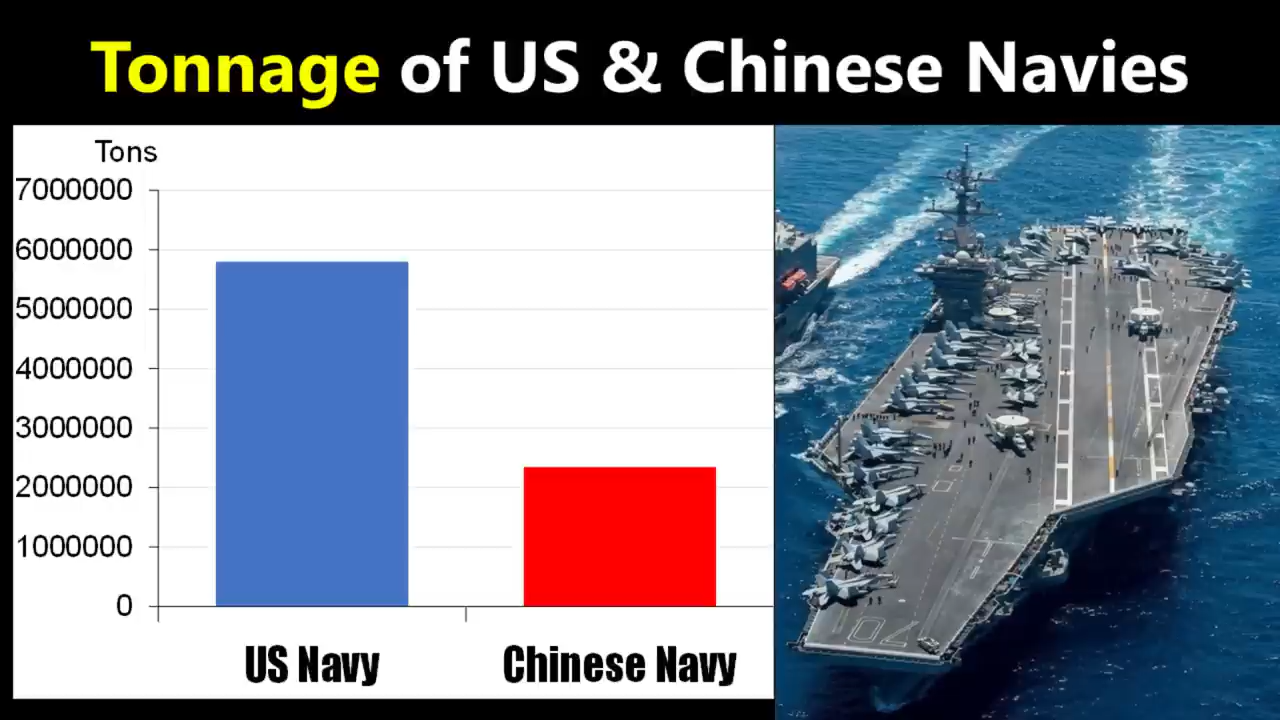 Tonnage of US & Chinese Navies
Tons
7000000
6000000
5000000
4000000
3000000
2000000
1000000
0
US Navy
Chinese Navy
70